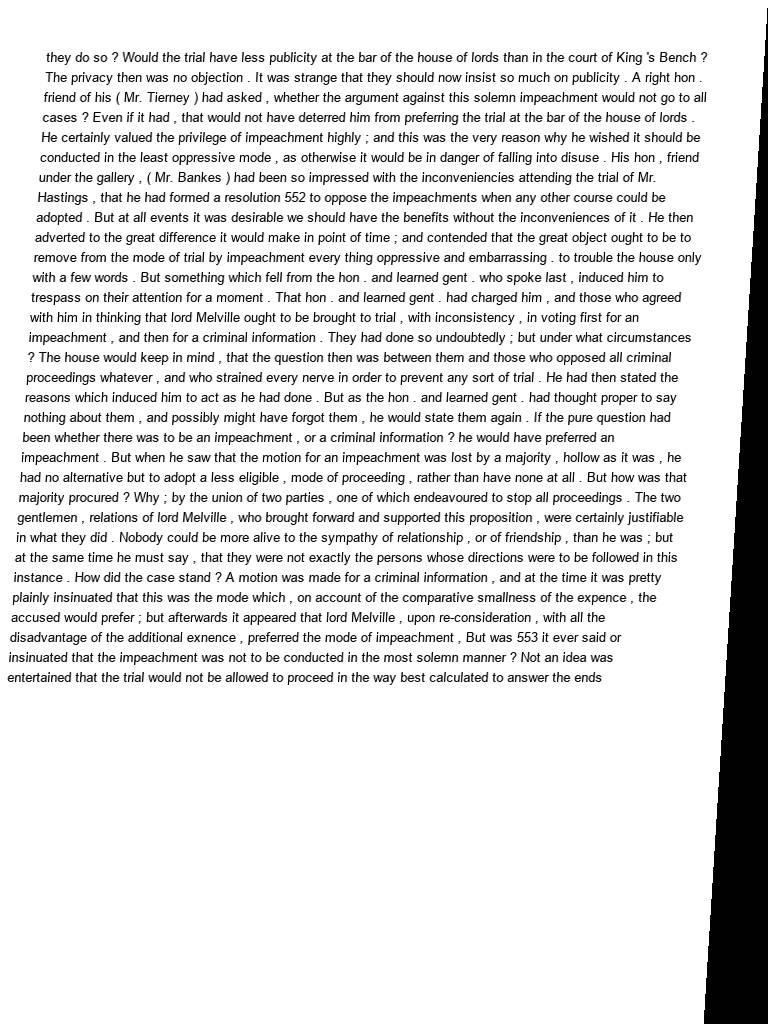 they do so ? Would the trial have less publicity at the bar of the house of lords than in the court of King 's Bench ?
The privacy then was no objection . It was strange that they should now insist so much on publicity . A right hon .
friend of his ( Mr. Tierney ) had asked , whether the argument against this solemn impeachment would not go to all
cases ? Even if it had , that would not have deterred him from preferring the trial at the bar of the house of lords .
He certainly valued the privilege of impeachment highly ; and this was the very reason why he wished it should be
conducted in the least oppressive mode , as otherwise it would be in danger of falling into disuse . His hon , friend
under the gallery , ( Mr. Bankes ) had been so impressed with the inconveniencies attending the trial of Mr.
Hastings , that he had formed a resolution 552 to oppose the impeachments when any other course could be
adopted . But at all events it was desirable we should have the benefits without the inconveniences of it . He then
adverted to the great difference it would make in point of time ; and contended that the great object ought to be to
remove from the mode of trial by impeachment every thing oppressive and embarrassing . to trouble the house only
with a few words . But something which fell from the hon . and learned gent . who spoke last , induced him to
trespass on their attention for a moment . That hon . and learned gent . had charged him , and those who agreed
with him in thinking that lord Melville ought to be brought to trial , with inconsistency , in voting first for an
impeachment , and then for a criminal information . They had done so undoubtedly ; but under what circumstances
? The house would keep in mind , that the question then was between them and those who opposed all criminal
proceedings whatever , and who strained every nerve in order to prevent any sort of trial . He had then stated the
reasons which induced him to act as he had done . But as the hon . and learned gent . had thought proper to say
nothing about them , and possibly might have forgot them , he would state them again . If the pure question had
been whether there was to be an impeachment , or a criminal information ? he would have preferred an
impeachment . But when he saw that the motion for an impeachment was lost by a majority , hollow as it was , he
had no alternative but to adopt a less eligible , mode of proceeding , rather than have none at all . But how was that
majority procured ? Why ; by the union of two parties , one of which endeavoured to stop all proceedings . The two
gentlemen , relations of lord Melville , who brought forward and supported this proposition , were certainly justifiable
in what they did . Nobody could be more alive to the sympathy of relationship , or of friendship , than he was ; but
at the same time he must say , that they were not exactly the persons whose directions were to be followed in this
instance . How did the case stand ? A motion was made for a criminal information , and at the time it was pretty
plainly insinuated that this was the mode which , on account of the comparative smallness of the expence , the
accused would prefer ; but afterwards it appeared that lord Melville , upon re-consideration , with all the
disadvantage of the additional exnence , preferred the mode of impeachment , But was 553 it ever said or
insinuated that the impeachment was not to be conducted in the most solemn manner ? Not an idea was
entertained that the trial would not be allowed to proceed in the way best calculated to answer the ends